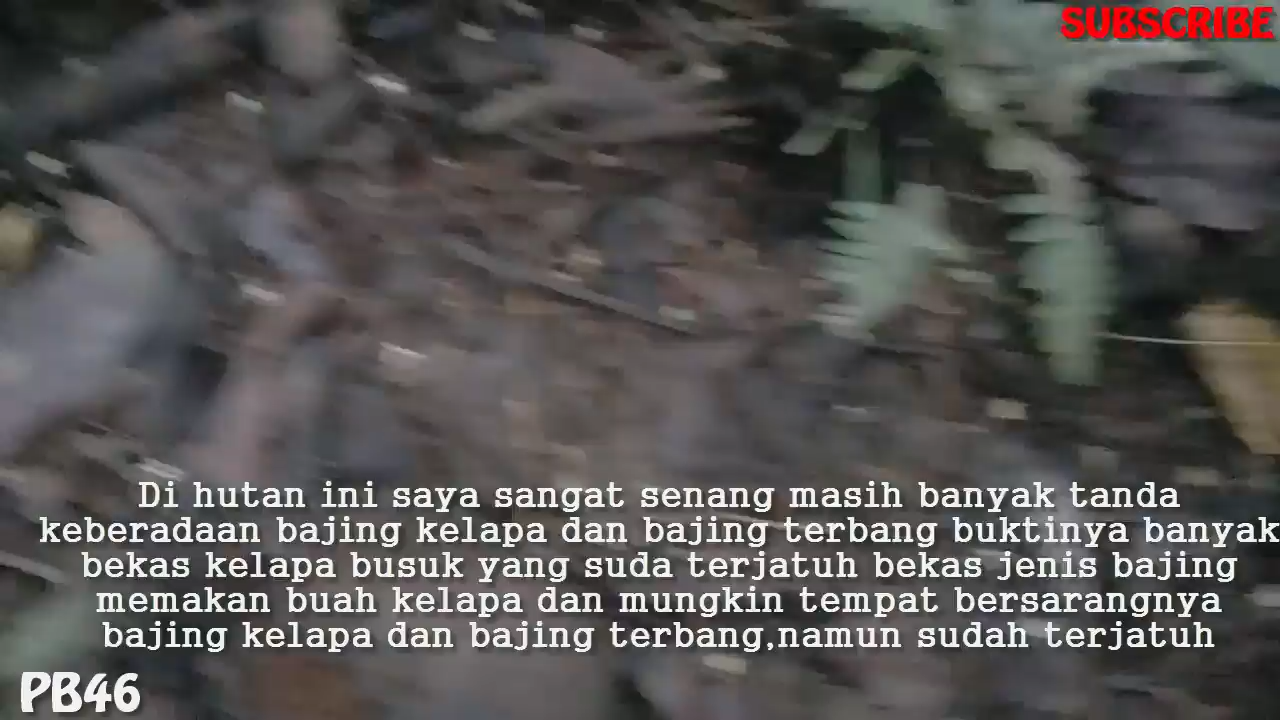 SUBSCRIBE
Di hutan ini saya sangat senang masih banyak tanda
keberadaan bajing kelapa dan bajing terbang buktinya banyak
bekas kelapa busuk yang suda terjatuh bekas jenis bajing
memakan buah kelapa dan mungkin tempat bersarangnya
bajing kelapa dan bajing terbang,namun sudah terjatuh
PB46